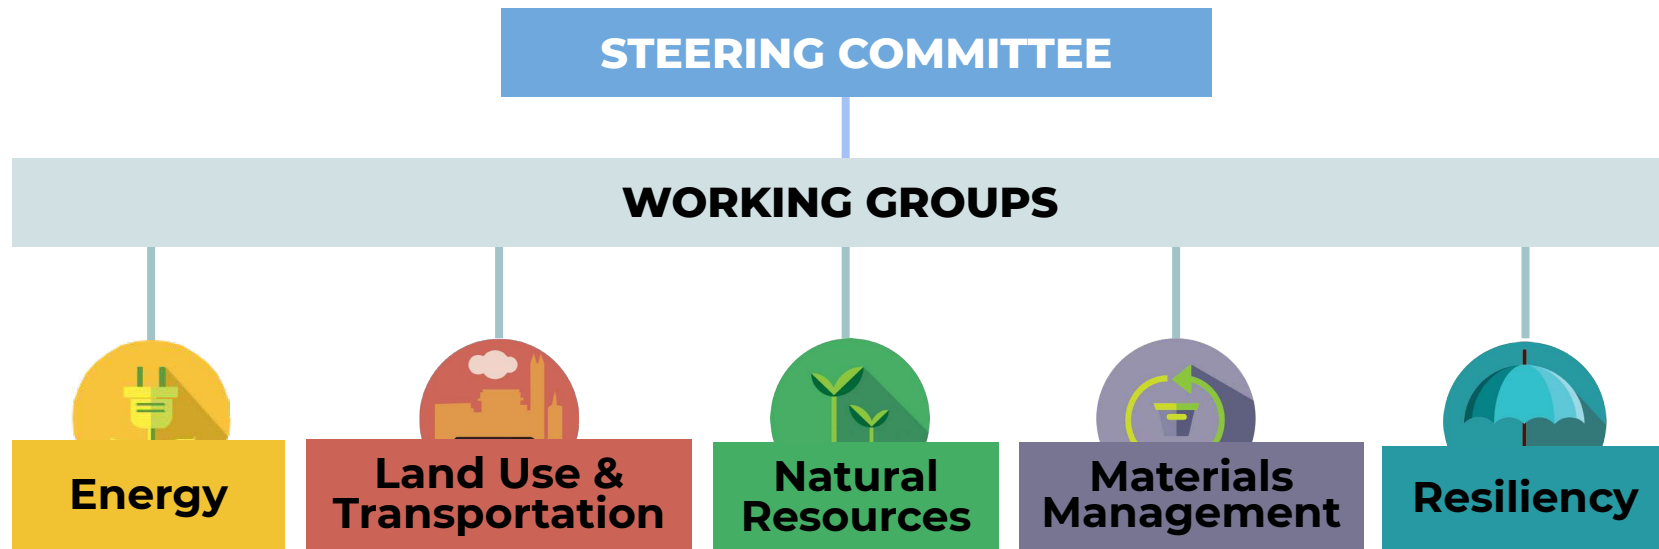 STEERING COMMITTEE
WORKING GROUPS
Energy
Land Use &
Transportation
Natural
Resources
Materials
Management
Resiliency